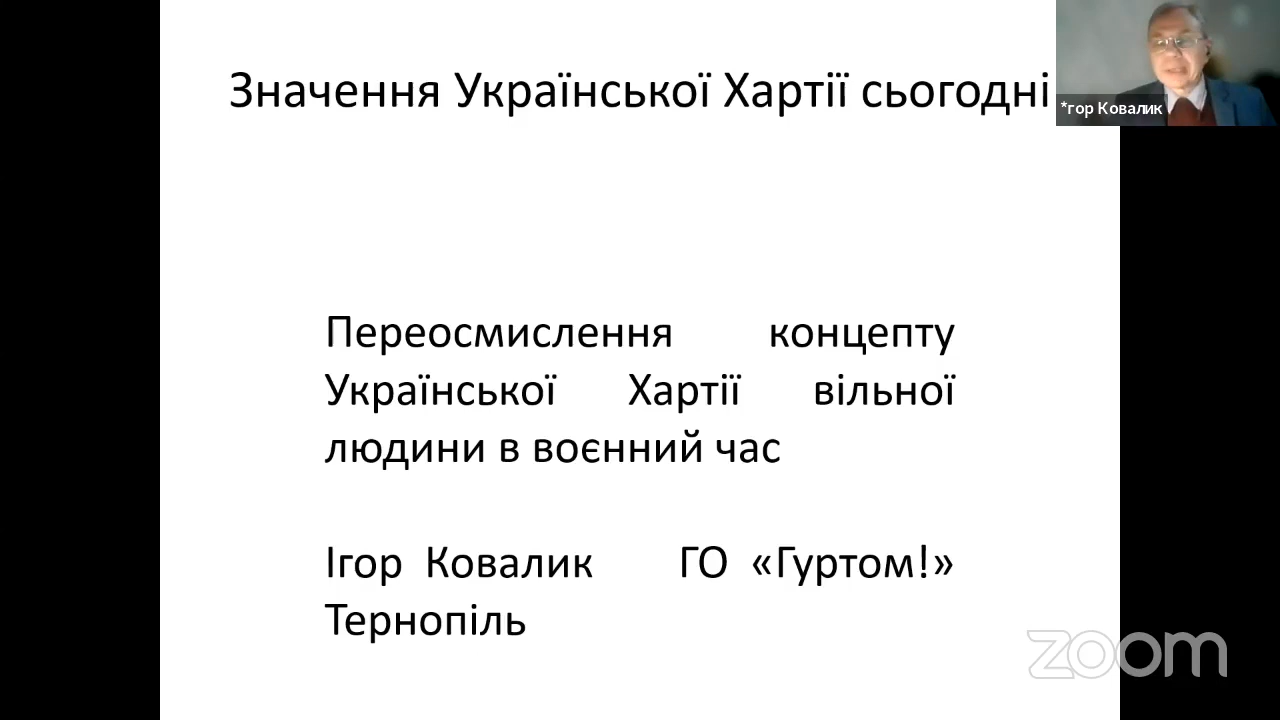 Значення Української Хартії сьогодні
*гор Ковалик
Переосмислення концепту
Української Хартії вільної
людини в воєнний час
Ігор Ковалик ГО «Гуртом!»
Тернопіль
zoom